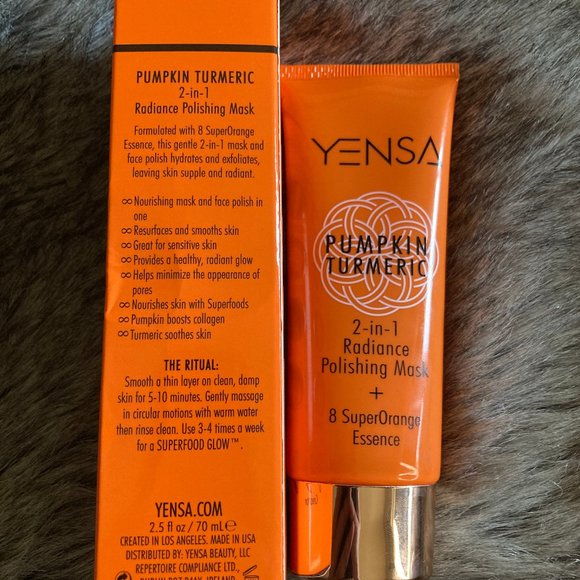 PUMPKIN TURMERIC
2-in-1
Radiance Polishing Mask
Formulated with 8 SuperOrange
Essence, this gentle 2-in-1 mask and
face polish hydrates and exfoliates,
leaving skin supple and radiant.
∞ Nourishing mask and face polish in
one
∞ Resurfaces and smooths skin
∞ Great for sensitive skin
∞ Provides a healthy, radiant glow
∞ Helps minimize the appearance of
pores
∞ Nourishes skin with Superfoods
∞ Pumpkin boosts collagen
∞ Turmeric soothes skin
THE RITUAL:
Smooth a thin layer on clean, damp
skin for 5-10 minutes. Gently massage
in circular motions with warm water
then rinse clean. Use 3-4 times a week
for a SUPERFOOD GLOW™.
YENSA.COM
2.5 fl oz / 70 mL ℮
CREATED IN LOS ANGELES. MADE IN USA
DISTRIBUTED BY: YENSA BEAUTY, LLC
REPERTOIRE COMPLIANCE LTD.,
YENSA
PUMPKIN
TURMERIC
2-in-1
Radiance
Polishing Mask
+
8 SuperOrange
Essence